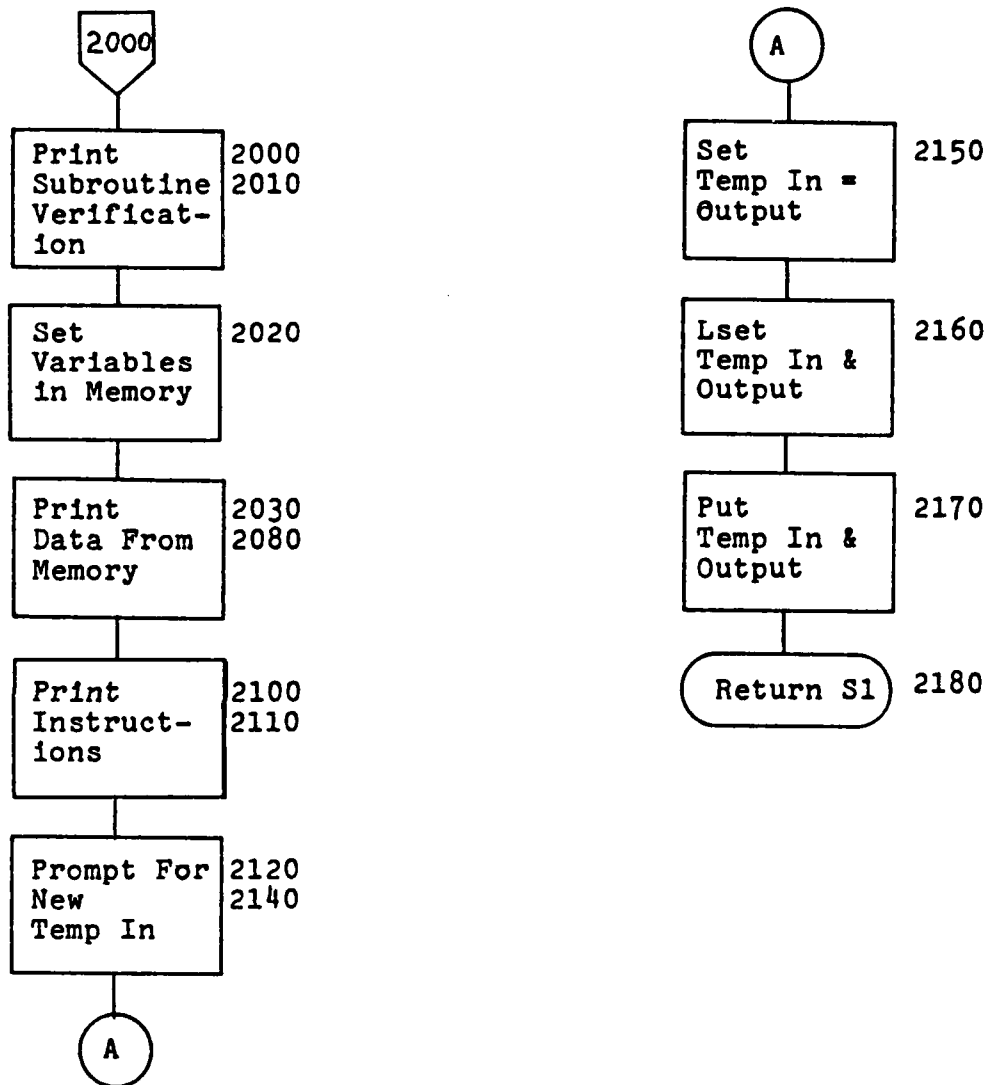 2000
Print 2000
Subroutine 2010
Verificat-
ion
Set 2020
Variables
in Memory
Print 2030
Data From 2080
Memory
Print 2100
Instruct- 2110
ions
Prompt For 2120
New 2140
Temp In
A
A
Set 2150
Temp In =
Output
Lset 2160
Temp In &
Output
Put 2170
Temp In &
Output
Return S1 2180